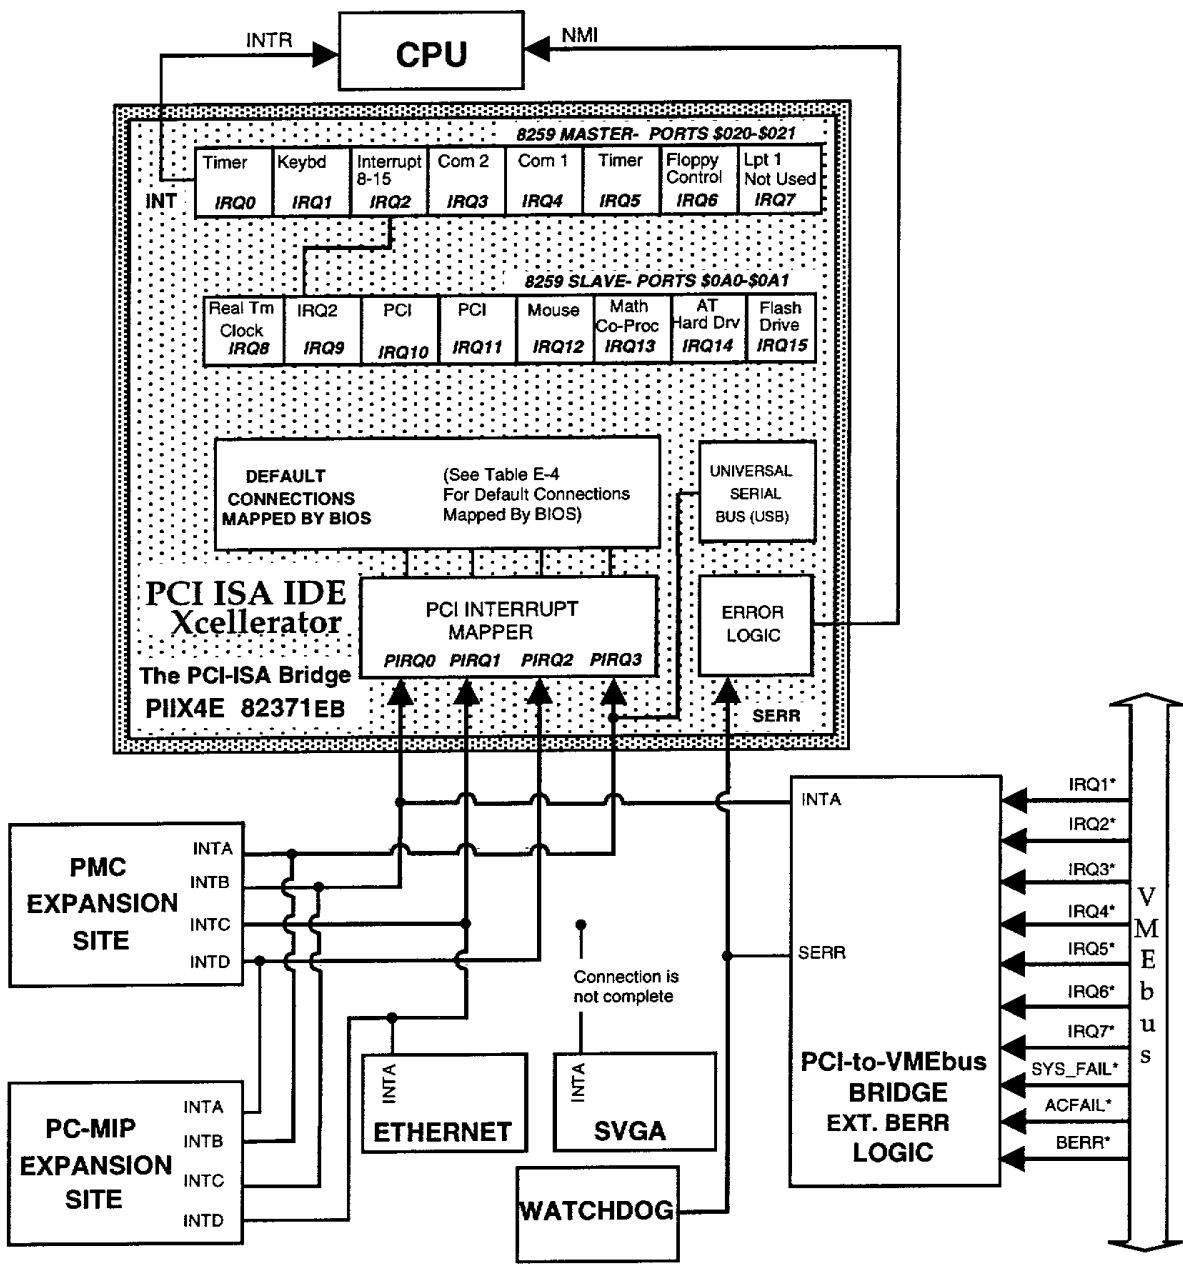 INTR
CPU
NMI
8259 MASTER- PORTS $020-$021
Timer
IRQ0
Keybd
IRQ1
Interrupt
8-15
IRQ2
Com 2
IRQ3
Com 1
IRQ4
Timer
IRQ5
Floppy
Control
IRQ6
Lpt 1
Not Used
IRQ7
INT
8259 SLAVE- PORTS $0A0-$0A1
Real Tm
Clock
IRQ8
IRQ2
IRQ9
PCI
IRQ10
PCI
IRQ11
Mouse
IRQ12
Math
Co-Proc
IRQ13
AT
Hard Drv
IRQ14
Flash
Drive
IRQ15
DEFAULT
CONNECTIONS
MAPPED BY BIOS
(See Table E-4
For Default Connections
Mapped By BIOS)
UNIVERSAL
SERIAL
BUS (USB)
PCI ISA IDE
Xcellerator
The PCI-ISA Bridge
PIIX4E 82371EB
PCI INTERRUPT
MAPPER
PIRQ0 PIRQ1 PIRQ2 PIRQ3
ERROR
LOGIC
SERR
PMC
EXPANSION
SITE
INTA
INTB
INTC
INTD
INTA
SERR
PCI-to-VMEbus
BRIDGE
EXT. BERR
LOGIC
IRQ1*
IRQ2*
IRQ3*
IRQ4*
IRQ5*
IRQ6*
IRQ7*
SYS_FAIL*
ACFAIL*
BERR*
VMEbus
Connection is
not complete
PC-MIP
EXPANSION
SITE
INTA
INTB
INTC
INTD
INTA
ETHERNET
INTA
SVGA
WATCHDOG